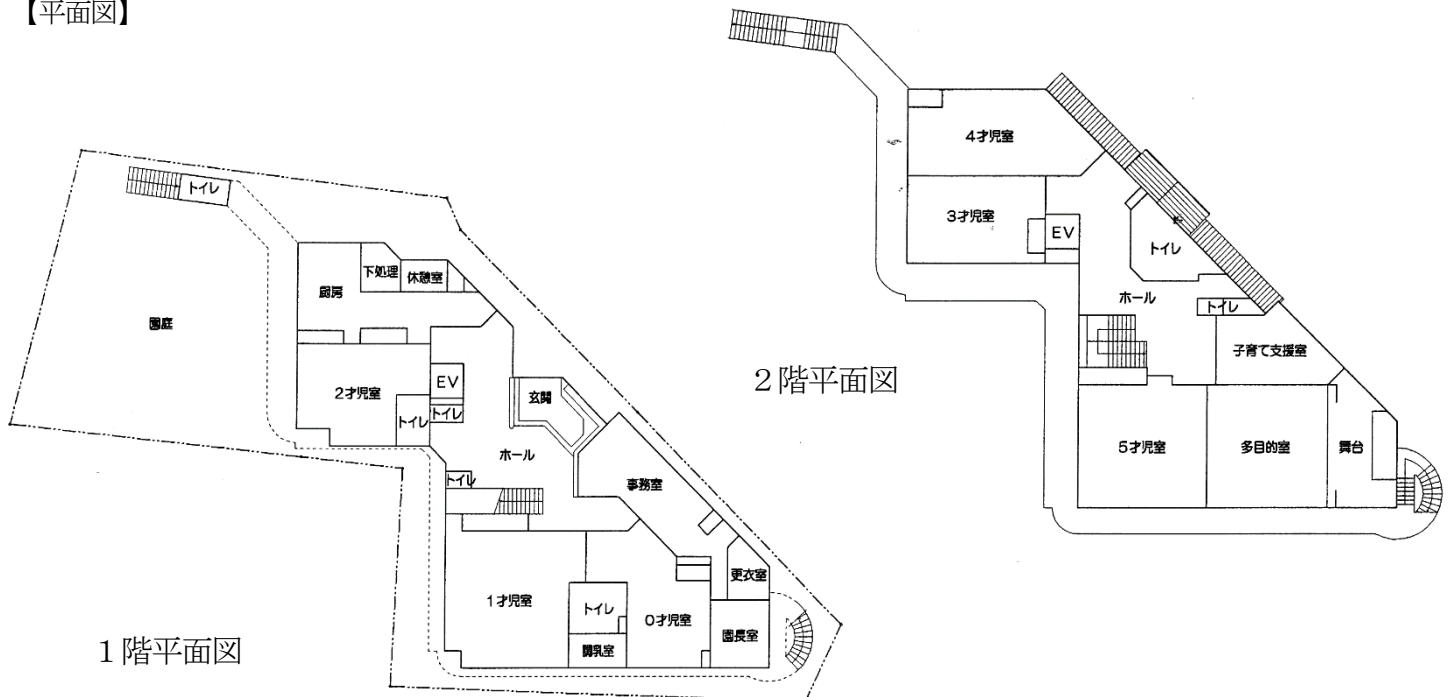 【平面図】
トイレ
下処理
休憩室
厨房
園庭
2才児室
EV
トイレ
トイレ
玄関
ホール
トイレ
事務室
1才児室
トイレ
調乳室
0才児室
更衣室
園長室
1階平面図
4才児室
3才児室
EV
トイレ
ホール
トイレ
子育て支援室
5才児室
多目的室
舞台
2階平面図